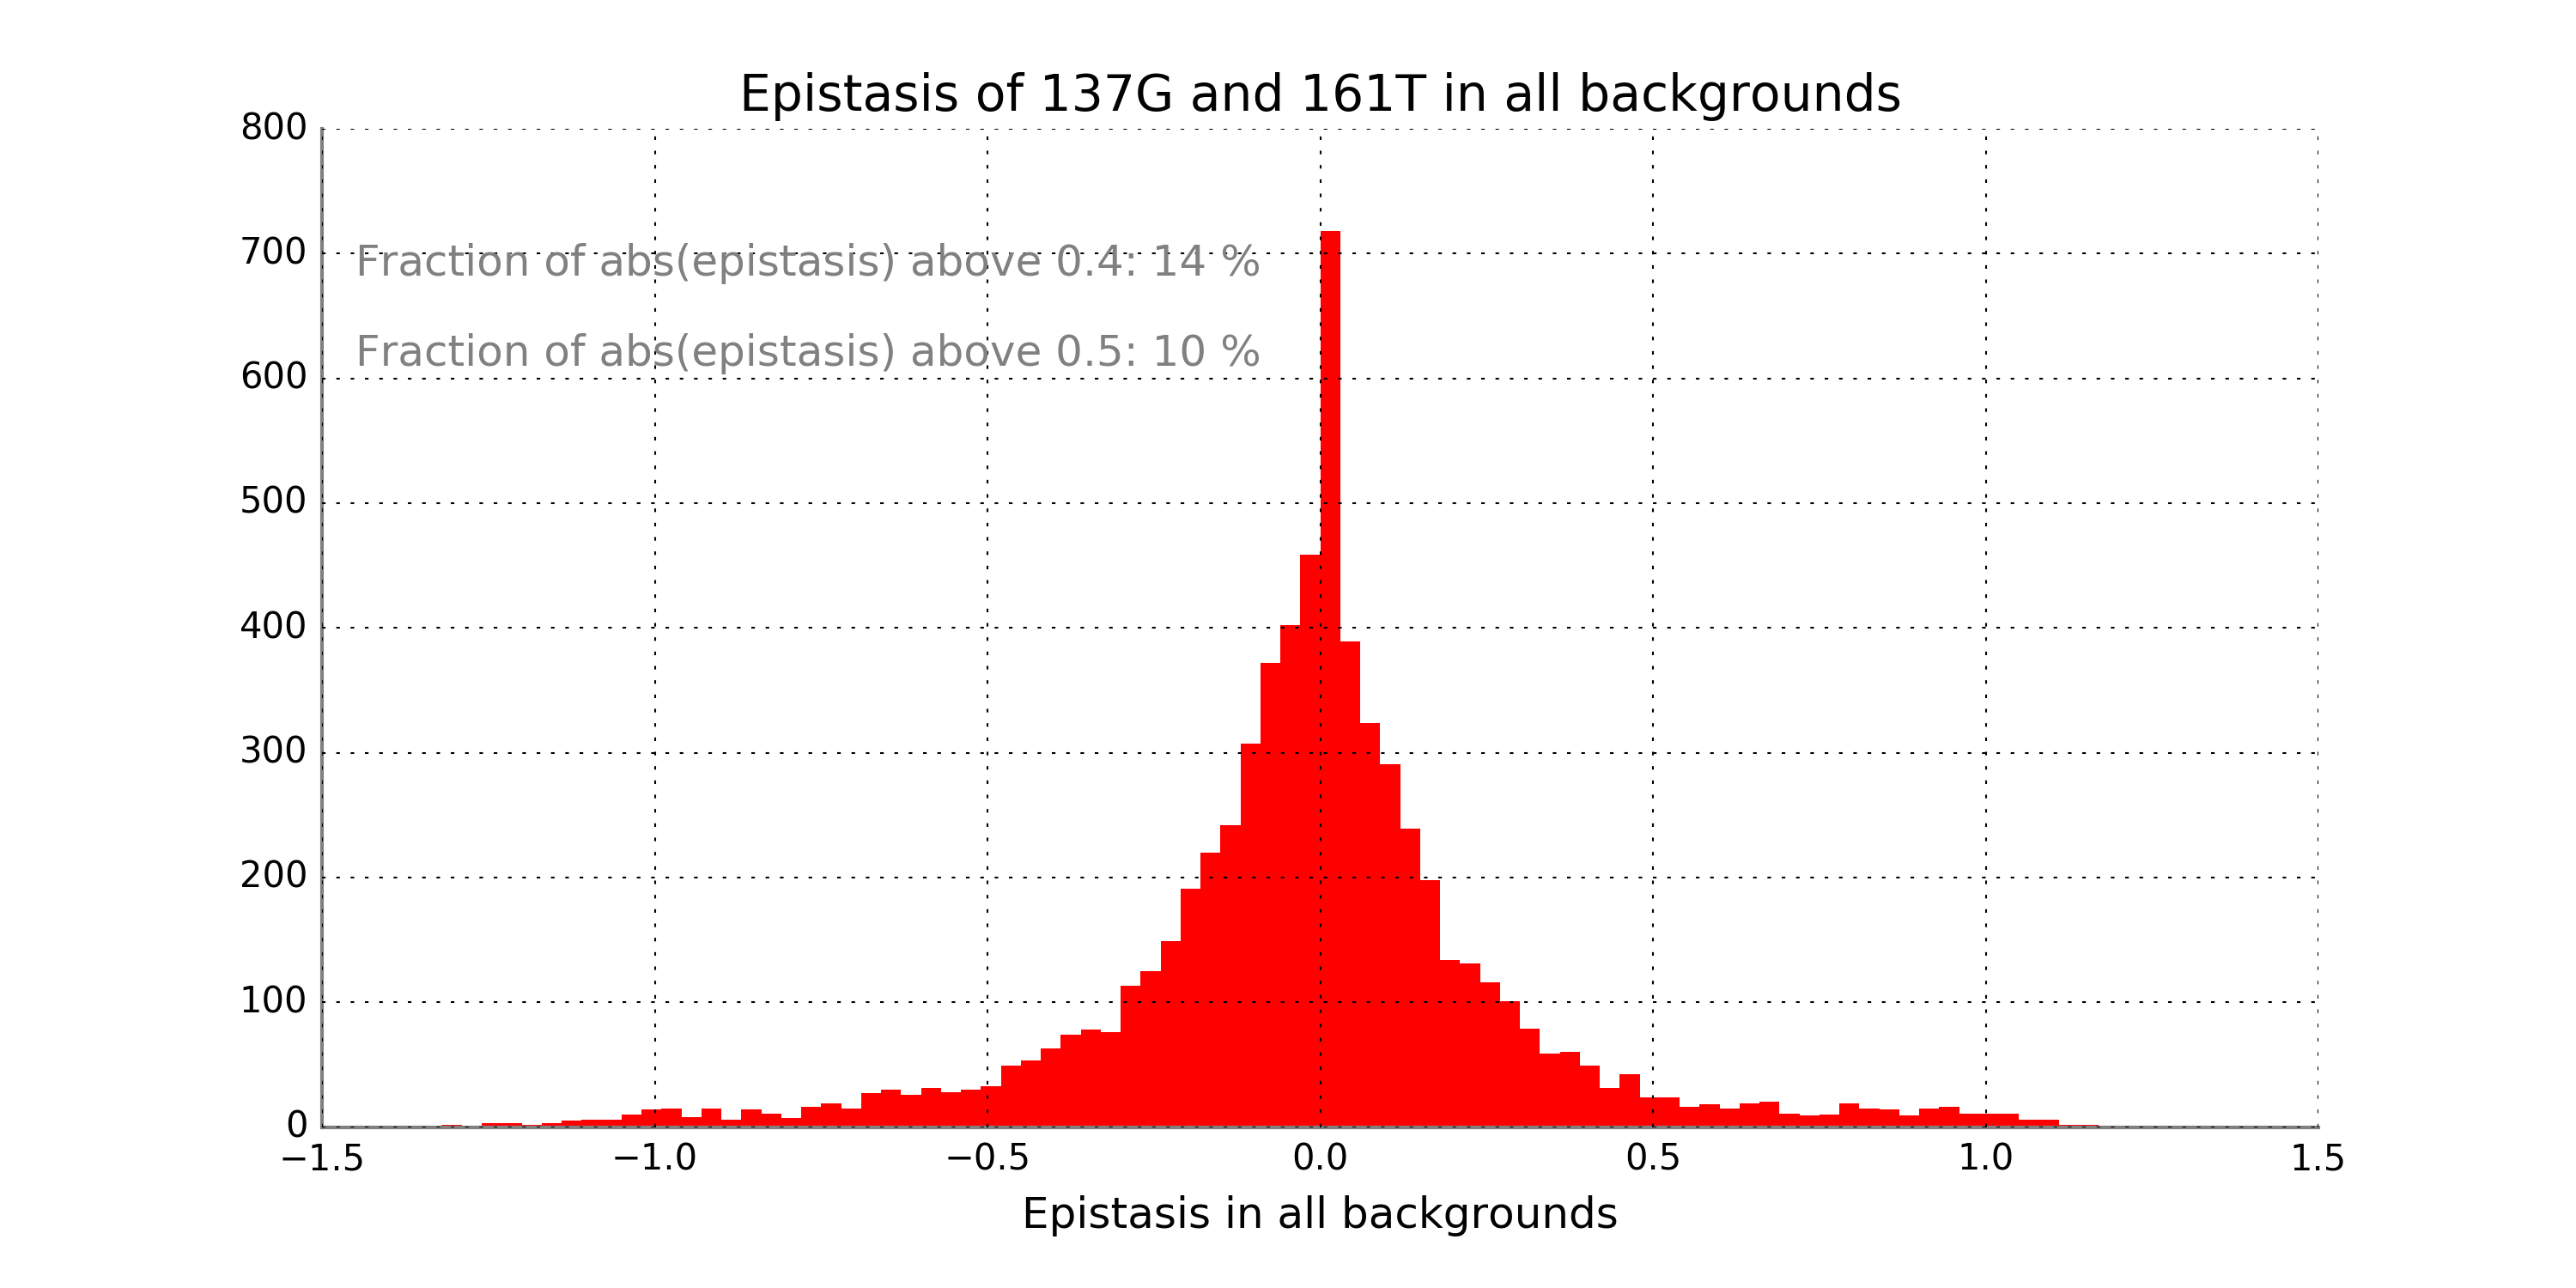 Epistasis of 137G and 161T in all backgrounds
800
700
Fraction of abs(epistasis) above 0.4: 14 %
Fraction of abs(epistasis) above 0.5: 10 %
600
500
400
300
200
100
0
−1.5 −1.0 −0.5 0.0 0.5 1.0 1.5
Epistasis in all backgrounds